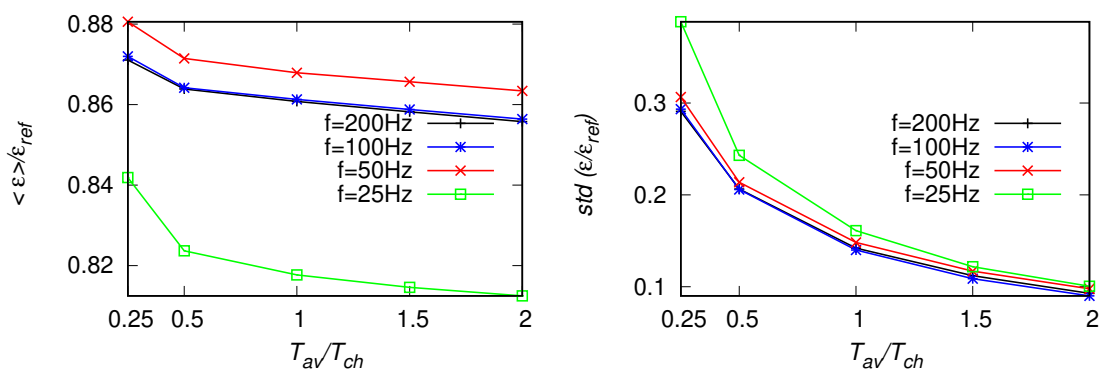 0.88
0.86
0.84
0.82
< ε>/ε_ref
f=200Hz
f=100Hz
f=50Hz
f=25Hz
0.25 0.5 1 1.5 2
T_av/T_ch
0.3
0.2
0.1
std (ε/ε_ref)
f=200Hz
f=100Hz
f=50Hz
f=25Hz
0.25 0.5 1 1.5 2
T_av/T_ch